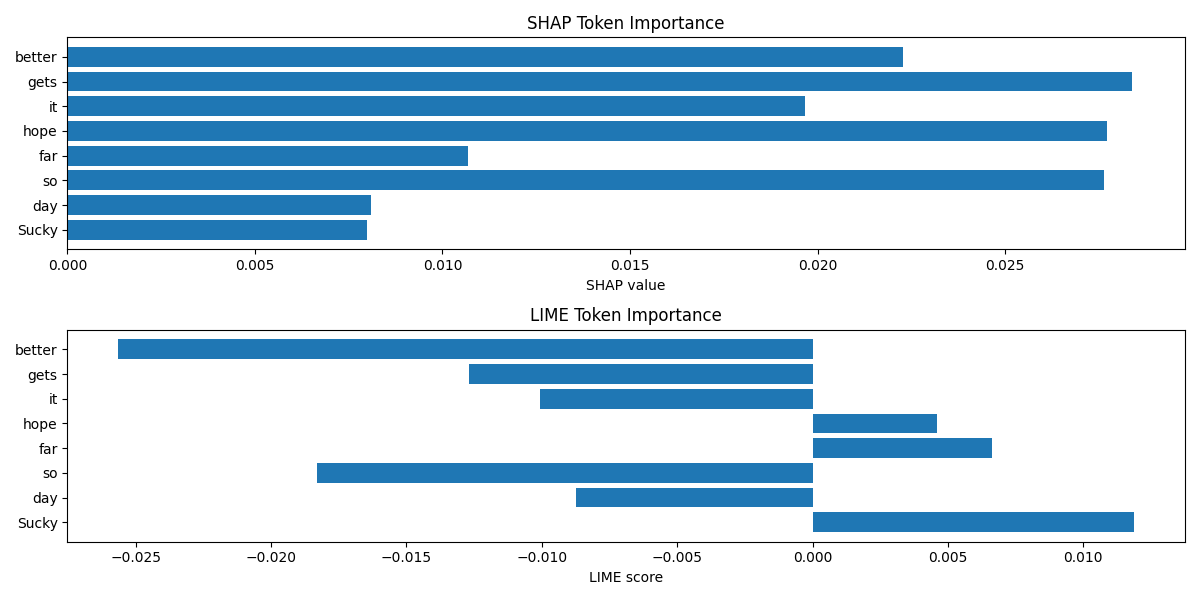 SHAP Token Importance
better
gets
it
hope
far
so
day
Sucky
0.000 0.005 0.010 0.015 0.020 0.025
SHAP value
LIME Token Importance
better
gets
it
hope
far
so
day
Sucky
−0.025 −0.020 −0.015 −0.010 −0.005 0.000 0.005 0.010
LIME score